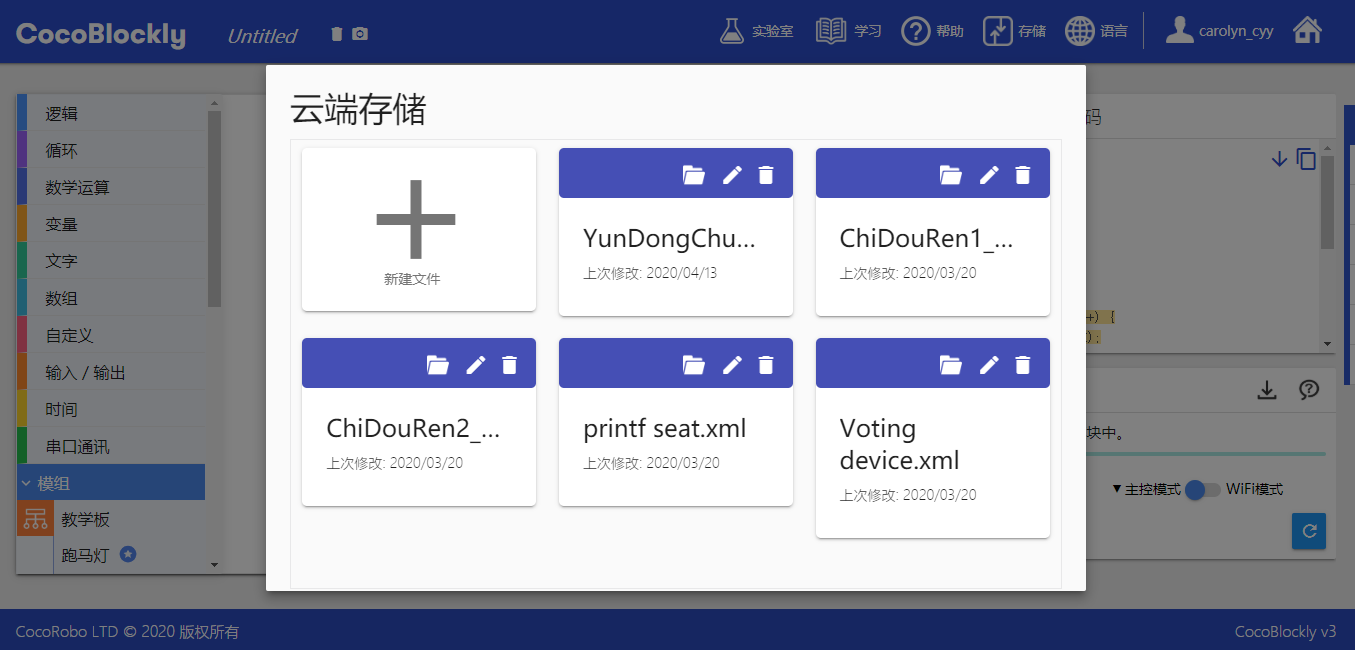 CocoBlockly
Untitled
实验室
学习
帮助
存储
语言
carolyn_cyy
逻辑
循环
数学运算
变量
文字
数组
自定义
输入 / 输出
时间
串口通讯
模组
教学板
跑马灯
云端存储
新建文件
YunDongChu...
上次修改: 2020/04/13
ChiDouRen1_...
上次修改: 2020/03/20
ChiDouRen2_...
上次修改: 2020/03/20
printf seat.xml
上次修改: 2020/03/20
Voting
device.xml
上次修改: 2020/03/20
码
+) {
);
块中。
主控模式
WiFi模式
CocoRobo LTD © 2020 版权所有
CocoBlockly v3